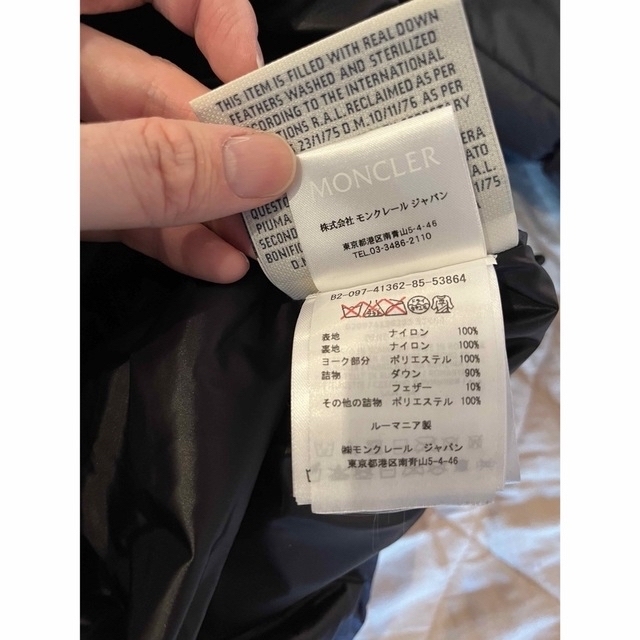 THIS ITEM IS FILLED WITH REAL DOWN
FEATHERS WASHED AND STERILIZED
ACCORDING TO THE INTERNATIONAL
R.A.L. RECLAIMED AS PER
23/1/75 D.M. 10/11/76 AS PER
QUESTO
PIUMA
SECOND
BONIFIC
D.M.
MONCLER
株式会社 モンクレール ジャパン
東京都港区南青山5-4-46
TEL.03-3486-2110
B2-097-41362-85-53864
表地 ナイロン 100%
裏地 ナイロン 100%
ヨーク部分 ポリエステル 100%
詰物 ダウン 90%
フェザー 10%
その他の詰物 ポリエステル 100%
ルーマニア製
㈱モンクレール ジャパン
東京都港区南青山5-4-46